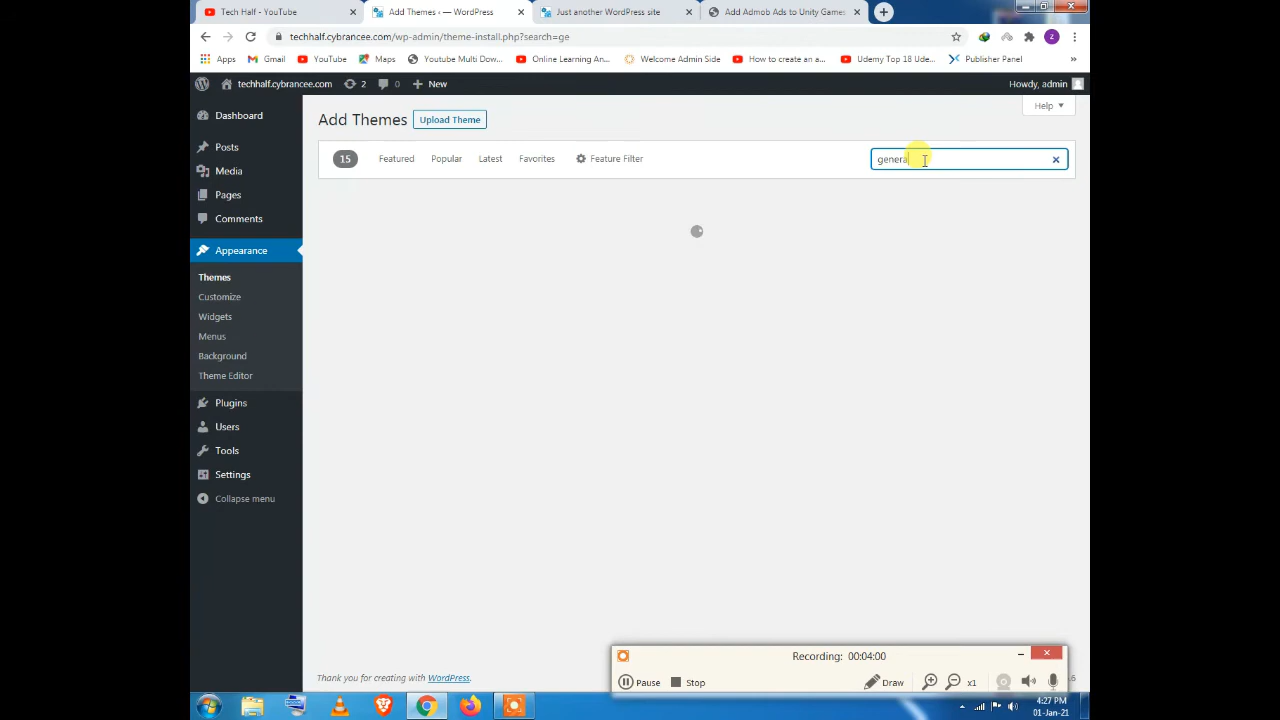 Tech Half - YouTube
Add Themes ‹ — WordPress
Just another WordPress site
Add Admob Ads to Unity Games
techhalf.cybrancee.com/wp-admin/theme-install.php?search=ge
Z
Apps
Gmail
YouTube
Maps
Youtube Multi Dow...
Online Learning An...
Welcome Admin Side
How to create an a...
Udemy Top 18 Ude...
Publisher Panel
»
techhalf.cybrancee.com
2
0
New
Howdy, admin
Dashboard
Posts
Media
Pages
Comments
Appearance
Themes
Customize
Widgets
Menus
Background
Theme Editor
Plugins
Users
Tools
Settings
Collapse menu
Help
Add Themes
Upload Theme
15
Featured
Popular
Latest
Favorites
Feature Filter
genera
Thank you for creating with WordPress.
Recording: 00:04:00
Pause
Stop
Draw
x1
4:27 PM
01-Jan-21